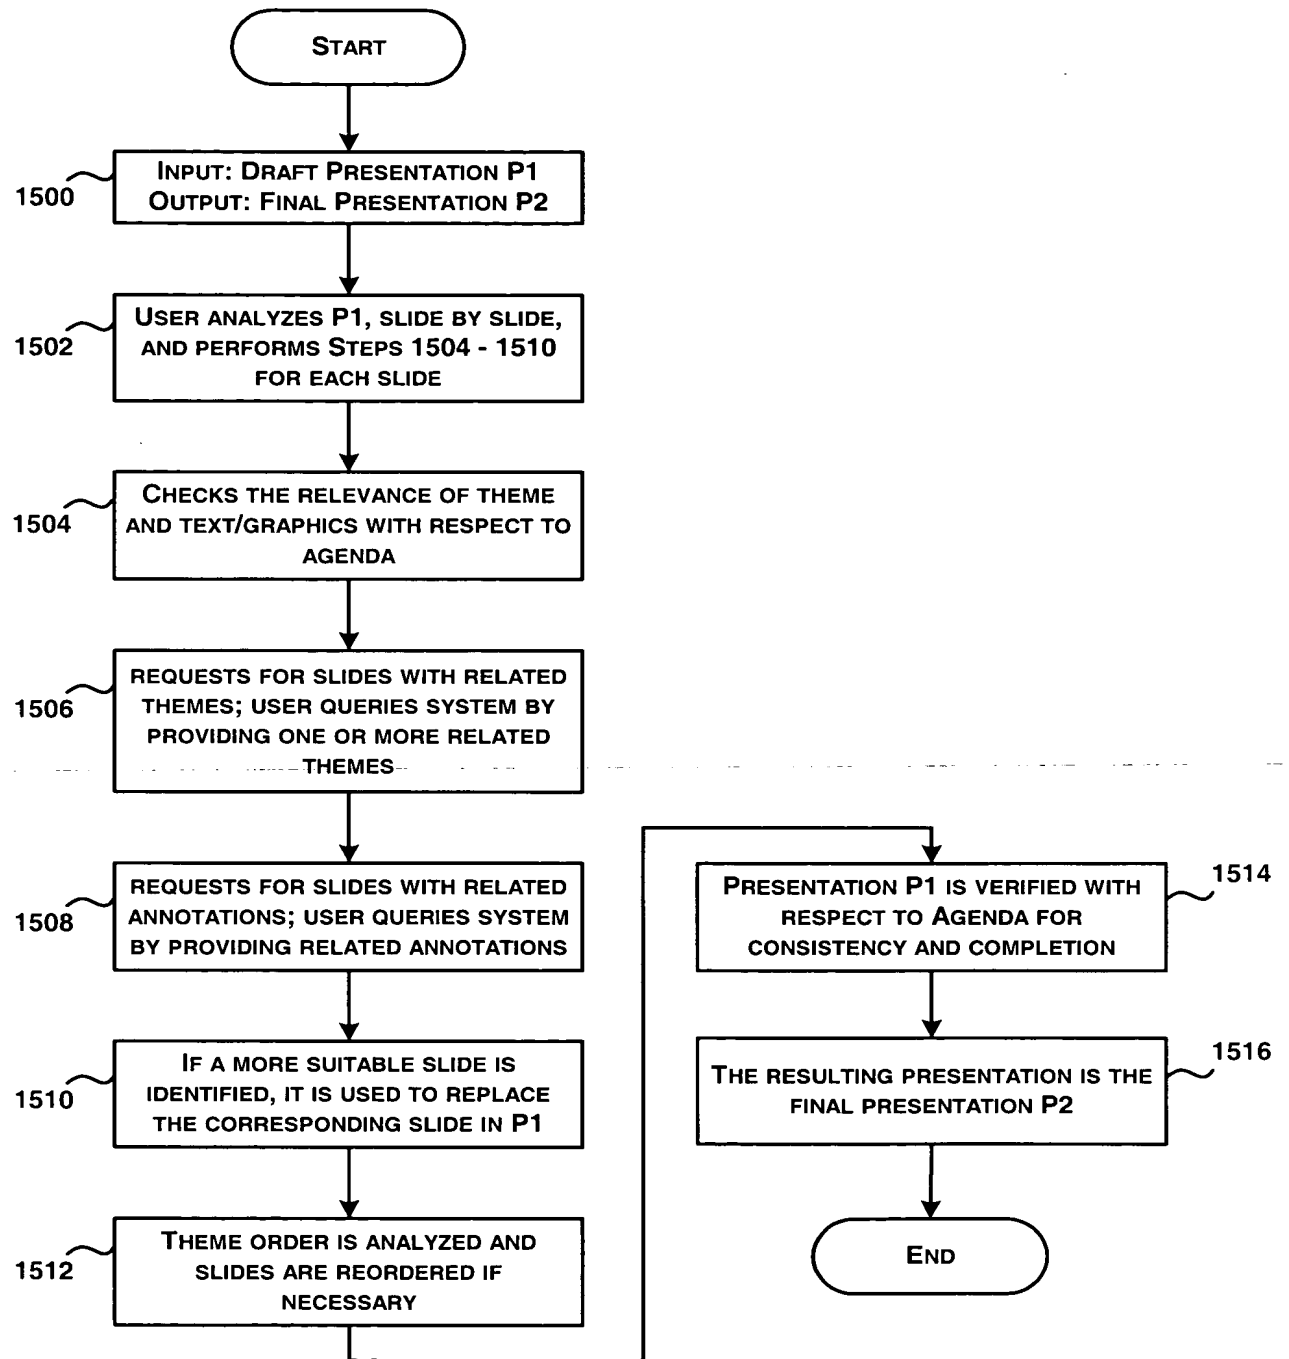 START
1500
INPUT: DRAFT PRESENTATION P1
OUTPUT: FINAL PRESENTATION P2
1502
USER ANALYZES P1, SLIDE BY SLIDE,
AND PERFORMS STEPS 1504 - 1510
FOR EACH SLIDE
1504
CHECKS THE RELEVANCE OF THEME
AND TEXT/GRAPHICS WITH RESPECT TO
AGENDA
1506
REQUESTS FOR SLIDES WITH RELATED
THEMES; USER QUERIES SYSTEM BY
PROVIDING ONE OR MORE RELATED
THEMES
1508
REQUESTS FOR SLIDES WITH RELATED
ANNOTATIONS; USER QUERIES SYSTEM
BY PROVIDING RELATED ANNOTATIONS
1510
IF A MORE SUITABLE SLIDE IS
IDENTIFIED, IT IS USED TO REPLACE
THE CORRESPONDING SLIDE IN P1
1512
THEME ORDER IS ANALYZED AND
SLIDES ARE REORDERED IF
NECESSARY
1514
PRESENTATION P1 IS VERIFIED WITH
RESPECT TO AGENDA FOR
CONSISTENCY AND COMPLETION
1516
THE RESULTING PRESENTATION IS THE
FINAL PRESENTATION P2
END